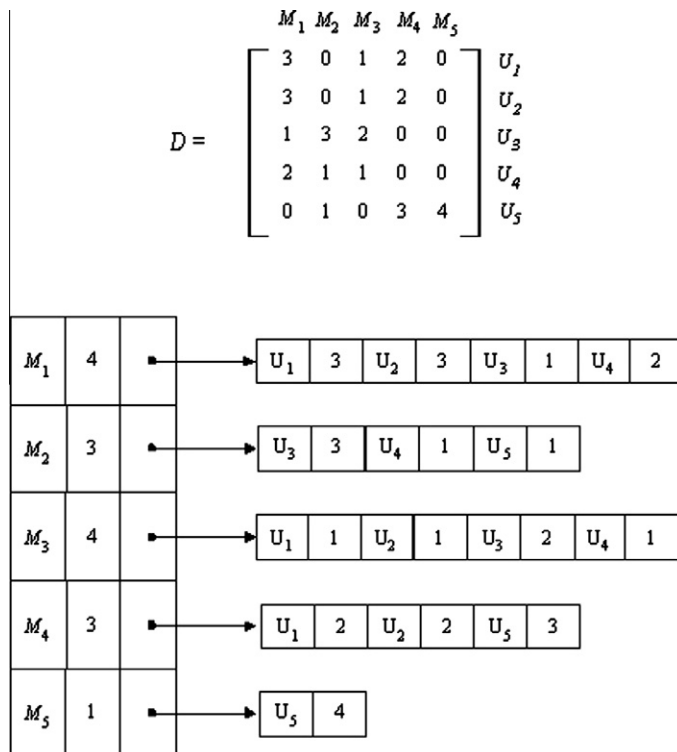 M₁ M₂ M₃ M₄ M₅
3 0 1 2 0 U₁
3 0 1 2 0 U₂
D = 1 3 2 0 0 U₃
2 1 1 0 0 U₄
0 1 0 3 4 U₅
M₁ 4 U₁ 3 U₂ 3 U₃ 1 U₄ 2
M₂ 3 U₃ 3 U₄ 1 U₅ 1
M₃ 4 U₁ 1 U₂ 1 U₃ 2 U₄ 1
M₄ 3 U₁ 2 U₂ 2 U₅ 3
M₅ 1 U₅ 4